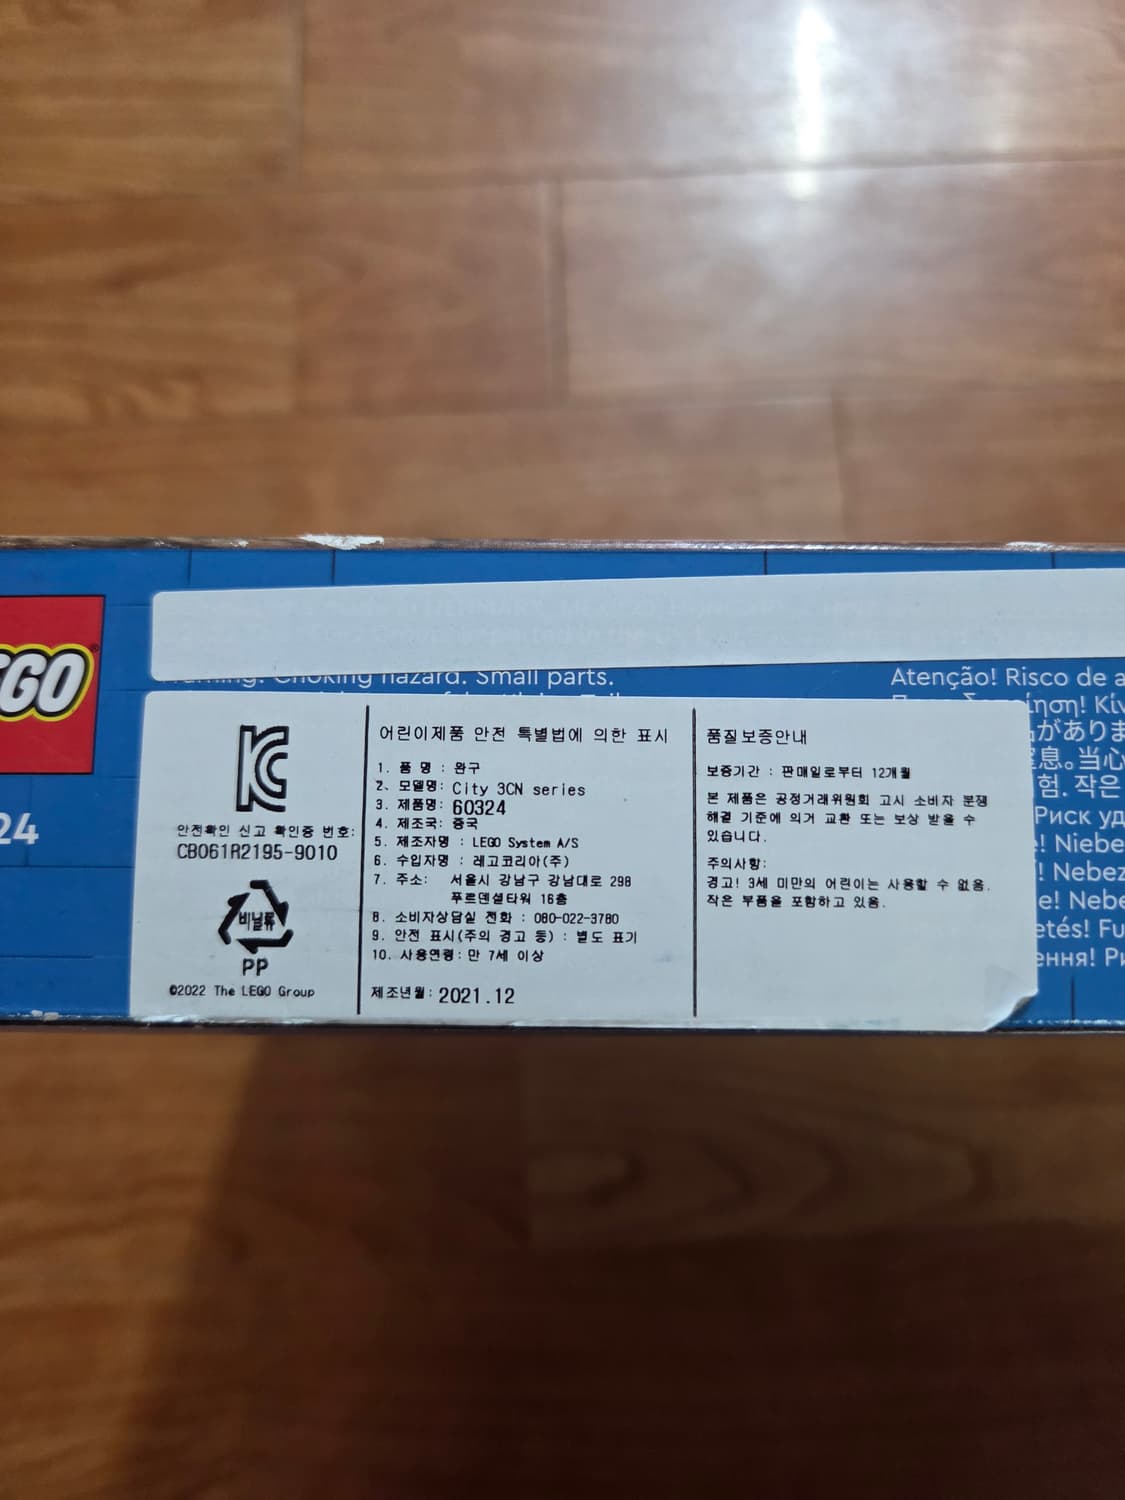 GO
24
hazard. Small parts.
KC
안전확인 신고 확인증 번호:
CB061R2195-9010
비닐류
PP
©2022 The LEGO Group
어린이제품 안전 특별법에 의한 표시
1. 품 명 : 완구
2. 모델명: City 3CN series
3. 제품명: 60324
4. 제조국: 중국
5. 제조자명 : LEGO System A/S
6. 수입자명 : 레고코리아(주)
7. 주소: 서울시 강남구 강남대로 298
푸르덴셜타워 16층
8. 소비자상담실 전화 : 080-022-3780
9. 안전 표시(주의 경고 등) : 별도 표기
10. 사용연령: 만 7세 이상
제조년월: 2021.12
품질보증안내
보증기간 : 판매일로부터 12개월
본 제품은 공정거래위원회 고시 소비자 분쟁
해결 기준에 의거 교환 또는 보상 받을 수
있습니다.
주의사항:
경고! 3세 미만의 어린이는 사용할 수 없음.
작은 부품을 포함하고 있음.
Atenção! Risco de a
があり
息。当心
험. 작은
Риск уд
! Niebe
! Nebez
e! Nebe
etés! Fu
ення! Ри